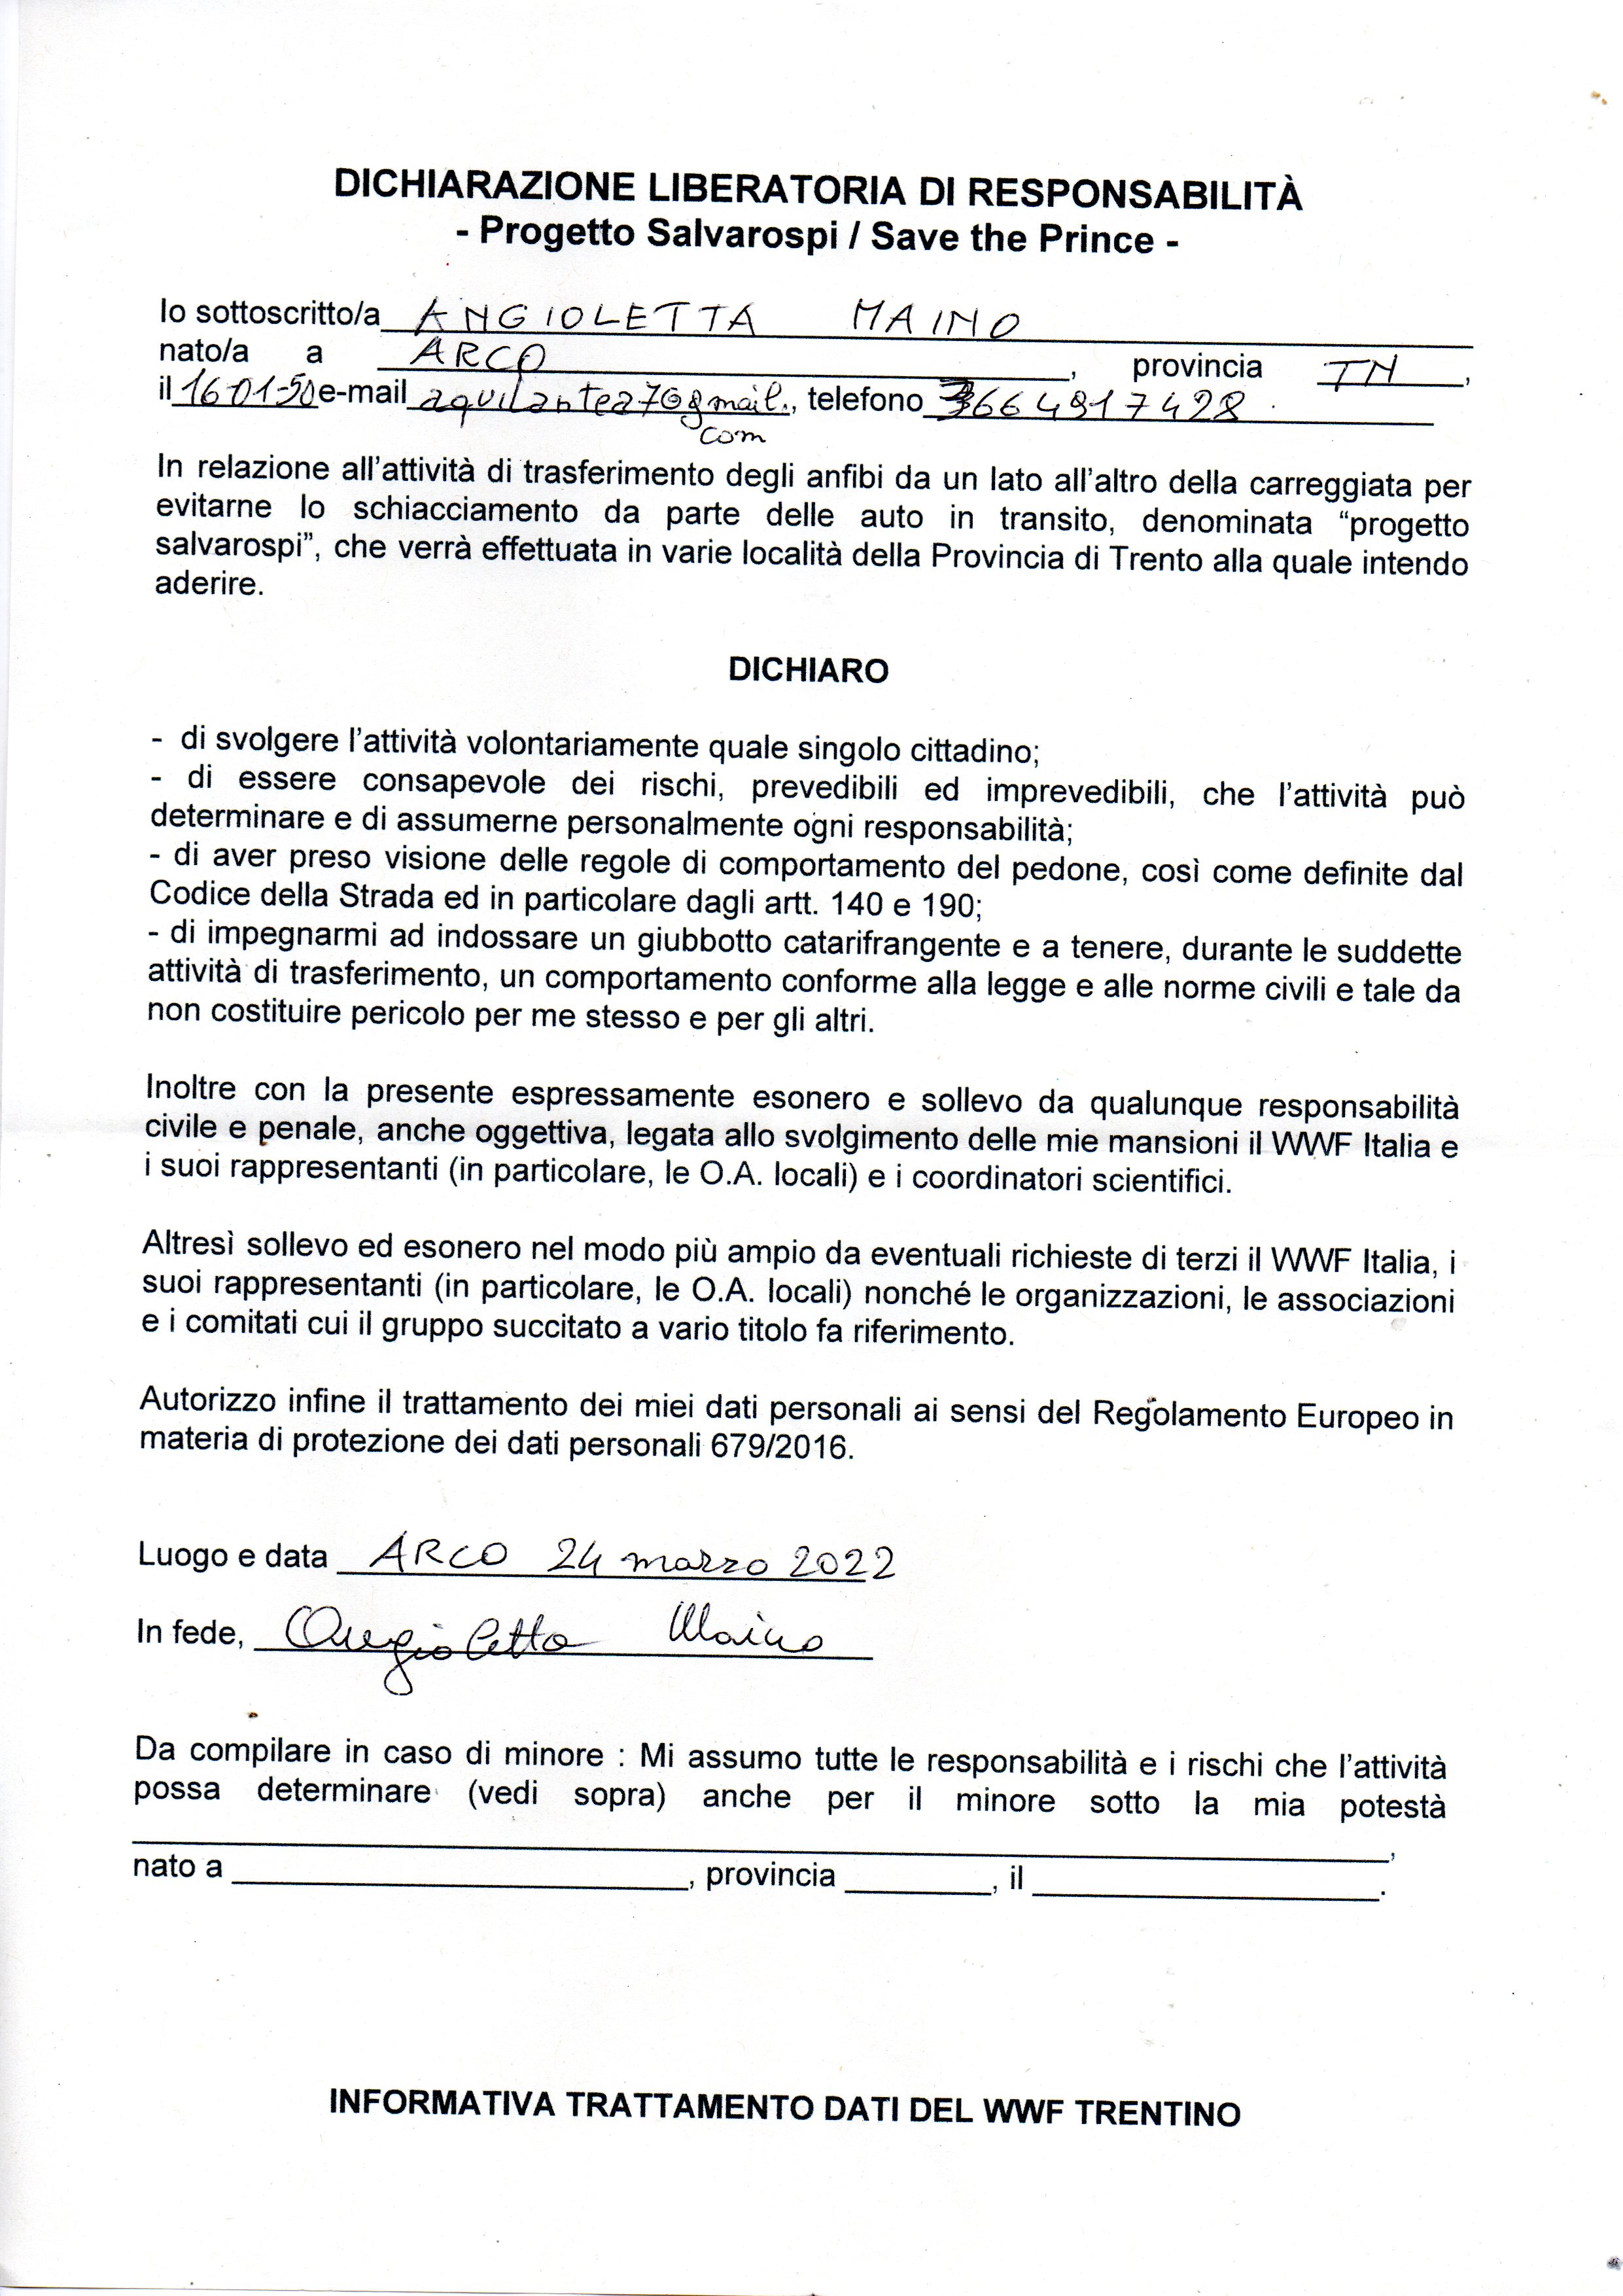 DICHIARAZIONE LIBERATORIA DI RESPONSABILITÀ
- Progetto Salvarospi / Save the Prince -
Io sottoscritto/a ANGIOLETTA MAINO
nato/a a ARCO, provincia TN,
il 16-01-50 e-mail aquilantea7@gmail., telefono 3664917498.
com
In relazione all'attività di trasferimento degli anfibi da un lato all'altro della carreggiata per
evitarne lo schiacciamento da parte delle auto in transito, denominata “progetto
salvarospi”, che verrà effettuata in varie località della Provincia di Trento alla quale intendo
aderire.
DICHIARO
- di svolgere l'attività volontariamente quale singolo cittadino;
- di essere consapevole dei rischi, prevedibili ed imprevedibili, che l'attività può
determinare e di assumerne personalmente ogni responsabilità;
- di aver preso visione delle regole di comportamento del pedone, così come definite dal
Codice della Strada ed in particolare dagli artt. 140 e 190;
- di impegnarmi ad indossare un giubbotto catarifrangente e a tenere, durante le suddette
attività di trasferimento, un comportamento conforme alla legge e alle norme civili e tale da
non costituire pericolo per me stesso e per gli altri.
Inoltre con la presente espressamente esonero e sollevo da qualunque responsabilità
civile e penale, anche oggettiva, legata allo svolgimento delle mie mansioni il WWF Italia e
i suoi rappresentanti (in particolare, le O.A. locali) e i coordinatori scientifici.
Altresì sollevo ed esonero nel modo più ampio da eventuali richieste di terzi il WWF Italia, i
suoi rappresentanti (in particolare, le O.A. locali) nonché le organizzazioni, le associazioni
e i comitati cui il gruppo succitato a vario titolo fa riferimento.
Autorizzo infine il trattamento dei miei dati personali ai sensi del Regolamento Europeo in
materia di protezione dei dati personali 679/2016.
Luogo e data ARCO 24 marzo 2022
In fede, Angioletta Maino
Da compilare in caso di minore : Mi assumo tutte le responsabilità e i rischi che l'attività
possa determinare (vedi sopra) anche per il minore sotto la mia potestà
,
nato a , provincia , il .
INFORMATIVA TRATTAMENTO DATI DEL WWF TRENTINO